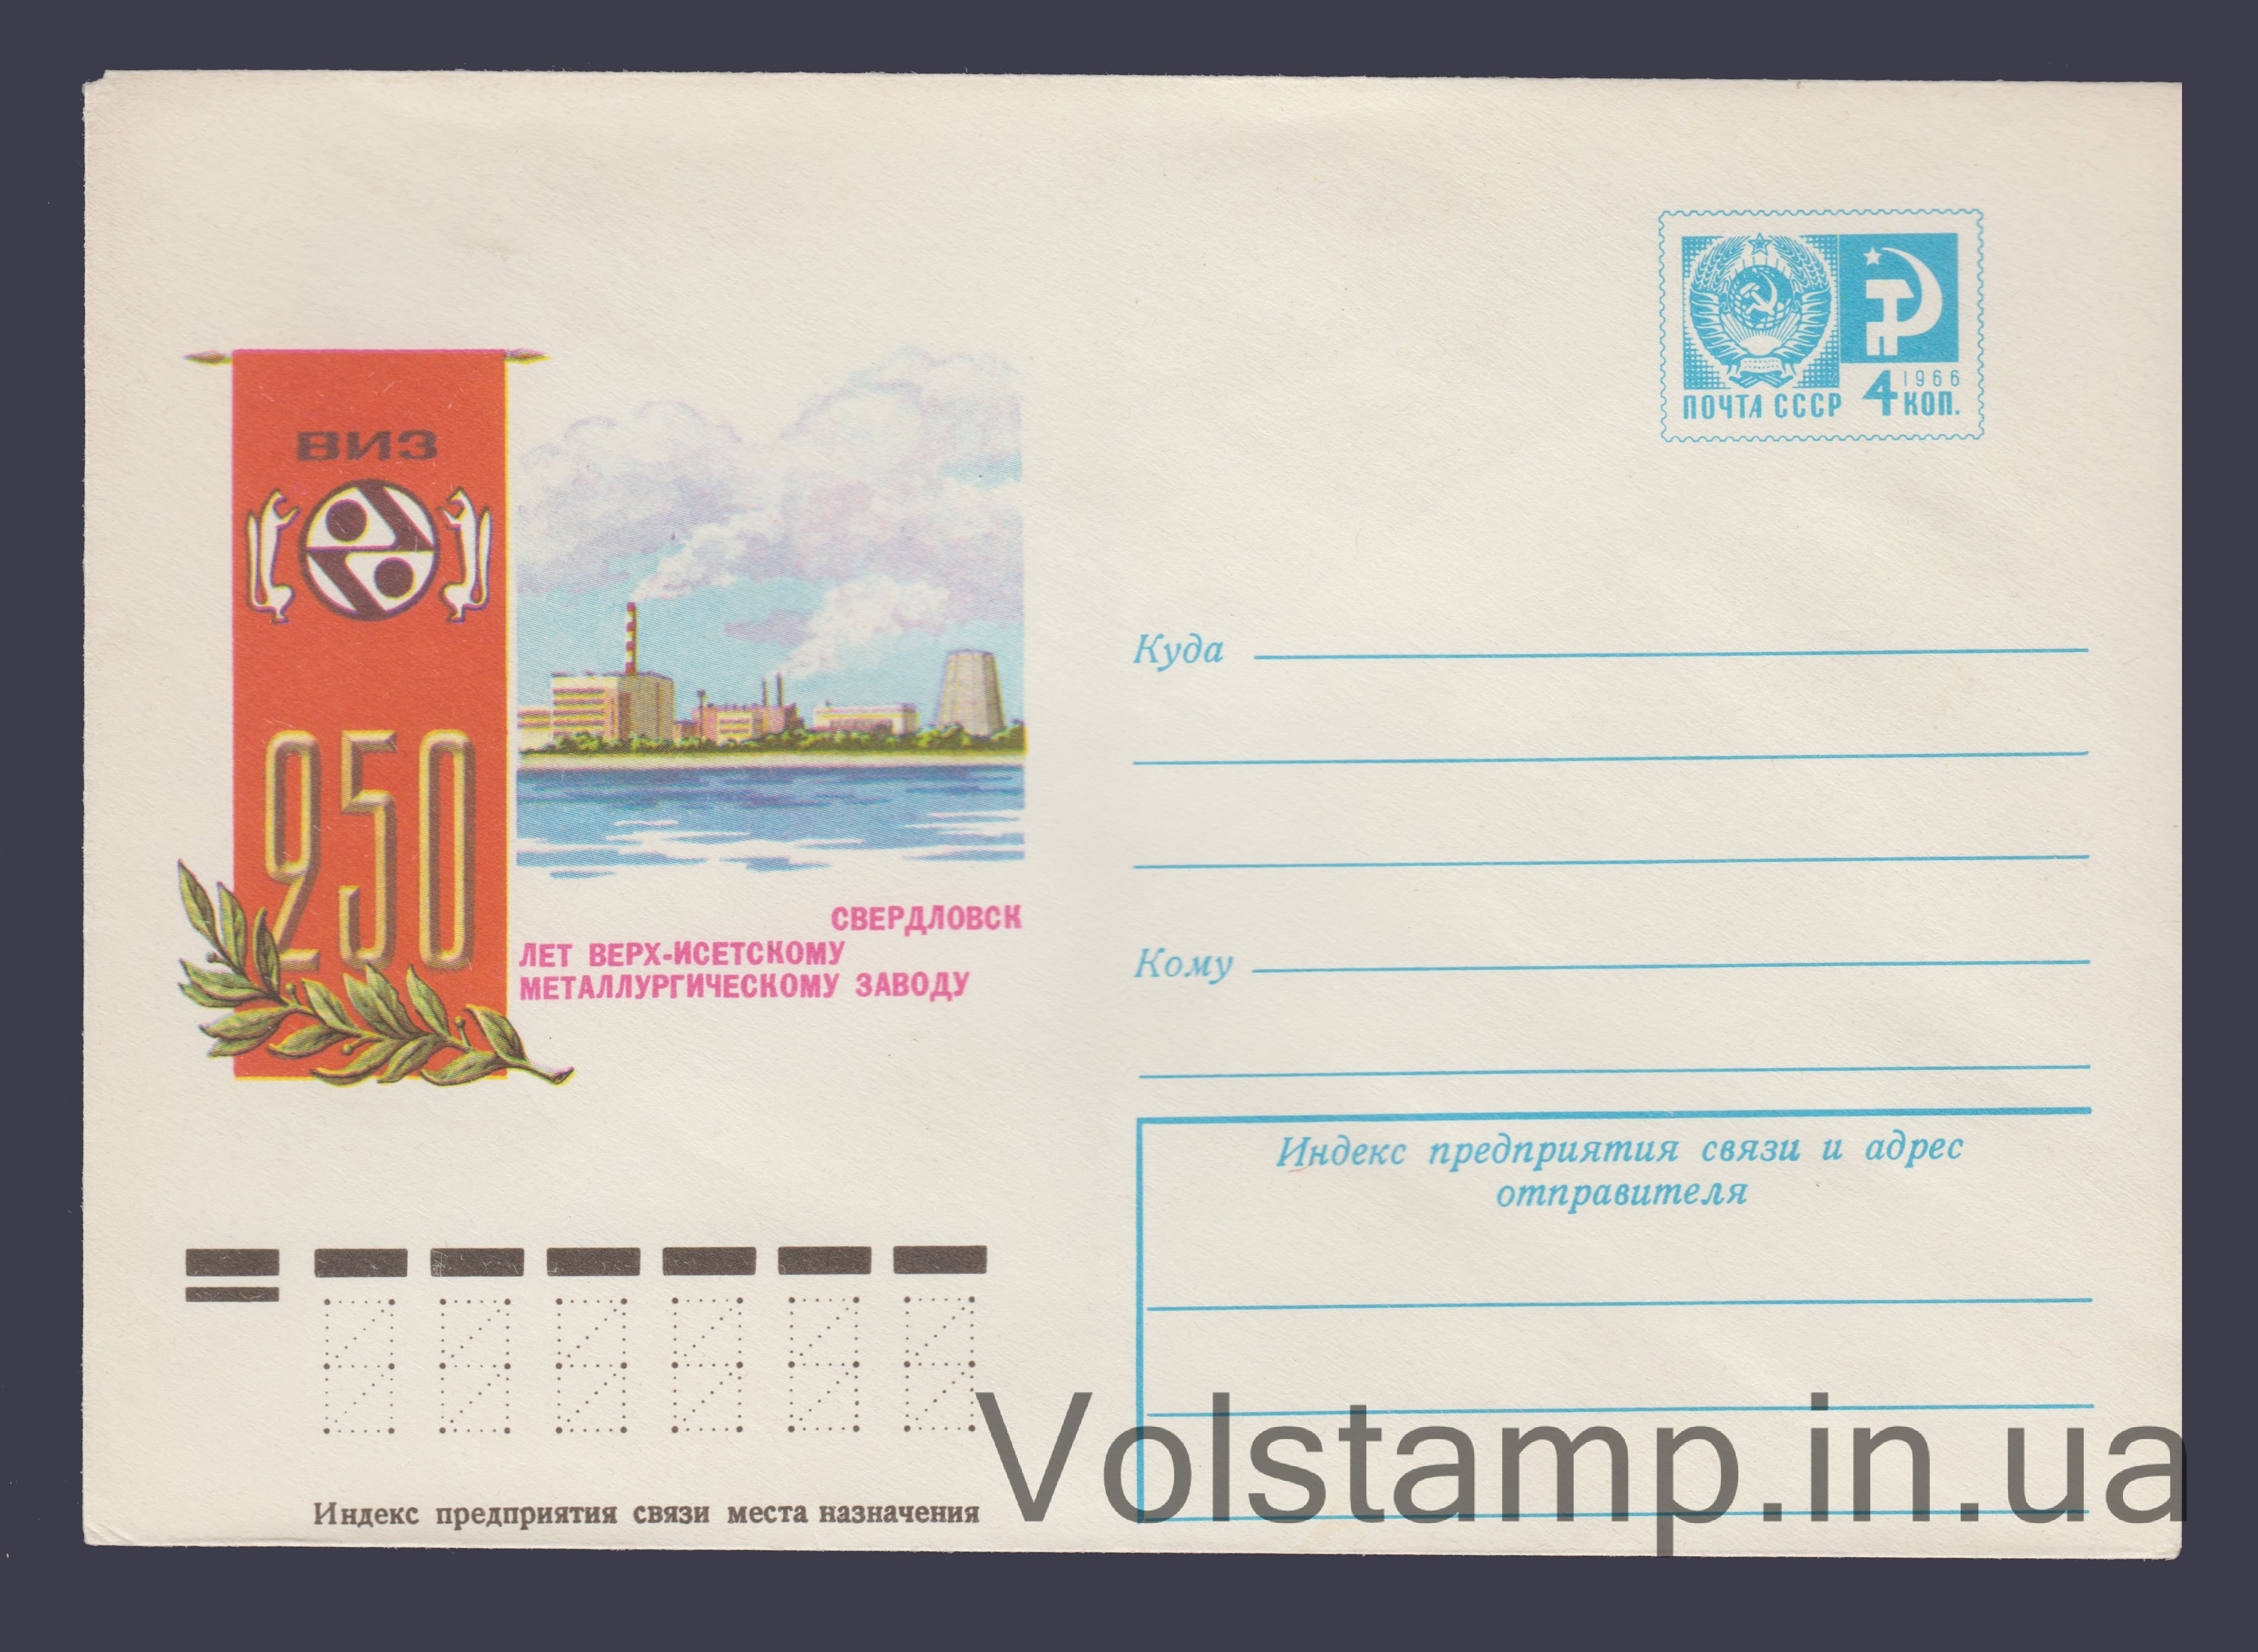 ПОЧТА СССР 4 1966 КОП.
ВИЗ
250
СВЕРДЛОВСК
ЛЕТ ВЕРХ-ИСЕТСКОМУ
МЕТАЛЛУРГИЧЕСКОМУ ЗАВОДУ
Куда
Кому
Индекс предприятия связи и адрес
отправителя
Индекс предприятия связи места назначения
Volstamp.in.ua